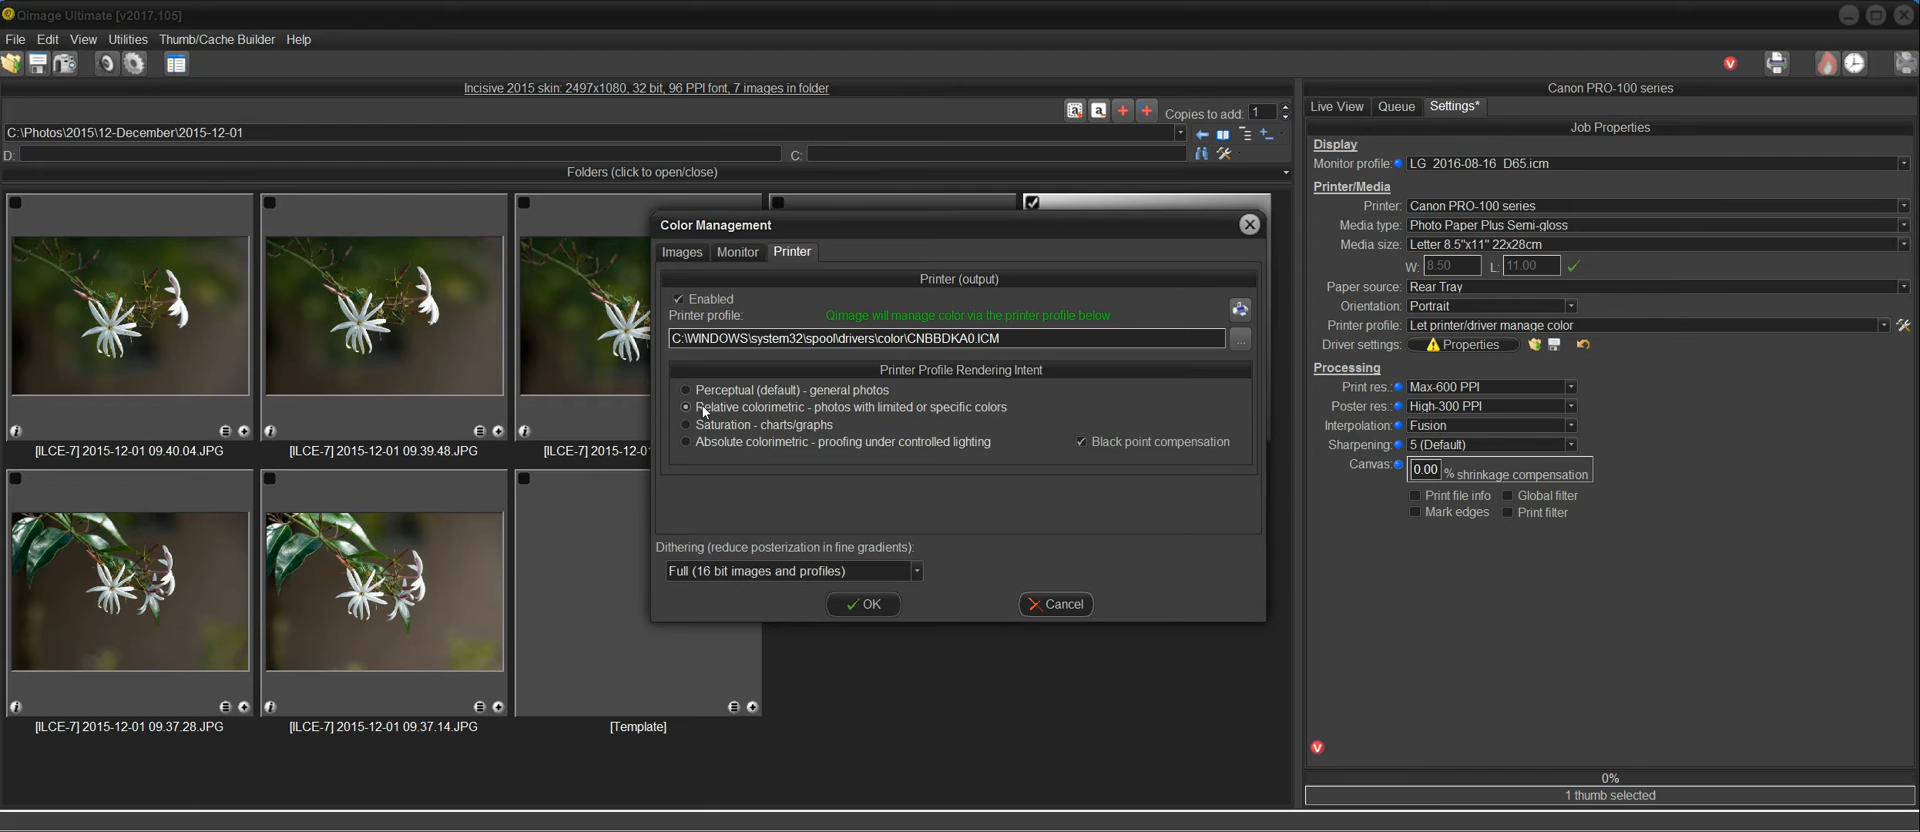 Qimage Ultimate [v2017.105]
File Edit View Utilities Thumb/Cache Builder Help
Incisive 2015 skin: 2497x1080, 32 bit, 96 PPI font, 7 images in folder
Copies to add: 1
C:\Photos\2015\12-December\2015-12-01
D: C:
Folders (click to open/close)
[ILCE-7] 2015-12-01 09.40.04.JPG
[ILCE-7] 2015-12-01 09.39.48.JPG
[ILCE-7] 2015-12-01
[ILCE-7] 2015-12-01 09.37.28.JPG
[ILCE-7] 2015-12-01 09.37.14.JPG
[Template]
Color Management
Images Monitor Printer
Printer (output)
Enabled
Printer profile: Qimage will manage color via the printer profile below
C:\WINDOWS\system32\spool\drivers\color\CNBBDKA0.ICM
...
Printer Profile Rendering Intent
Perceptual (default) - general photos
Relative colorimetric - photos with limited or specific colors
Saturation - charts/graphs
Absolute colorimetric - proofing under controlled lighting
Black point compensation
Dithering (reduce posterization in fine gradients):
Full (16 bit images and profiles)
OK Cancel
Canon PRO-100 series
Live View Queue Settings*
Job Properties
Display
Monitor profile: LG 2016-08-16 D65.icm
Printer/Media
Printer: Canon PRO-100 series
Media type: Photo Paper Plus Semi-gloss
Media size: Letter 8.5"x11" 22x28cm
W: 8.50 L: 11.00
Paper source: Rear Tray
Orientation: Portrait
Printer profile: Let printer/driver manage color
Driver settings: Properties
Processing
Print res.: Max-600 PPI
Poster res.: High-300 PPI
Interpolation: Fusion
Sharpening: 5 (Default)
Canvas: 0.00 % shrinkage compensation
Print file info Global filter
Mark edges Print filter
0%
1 thumb selected